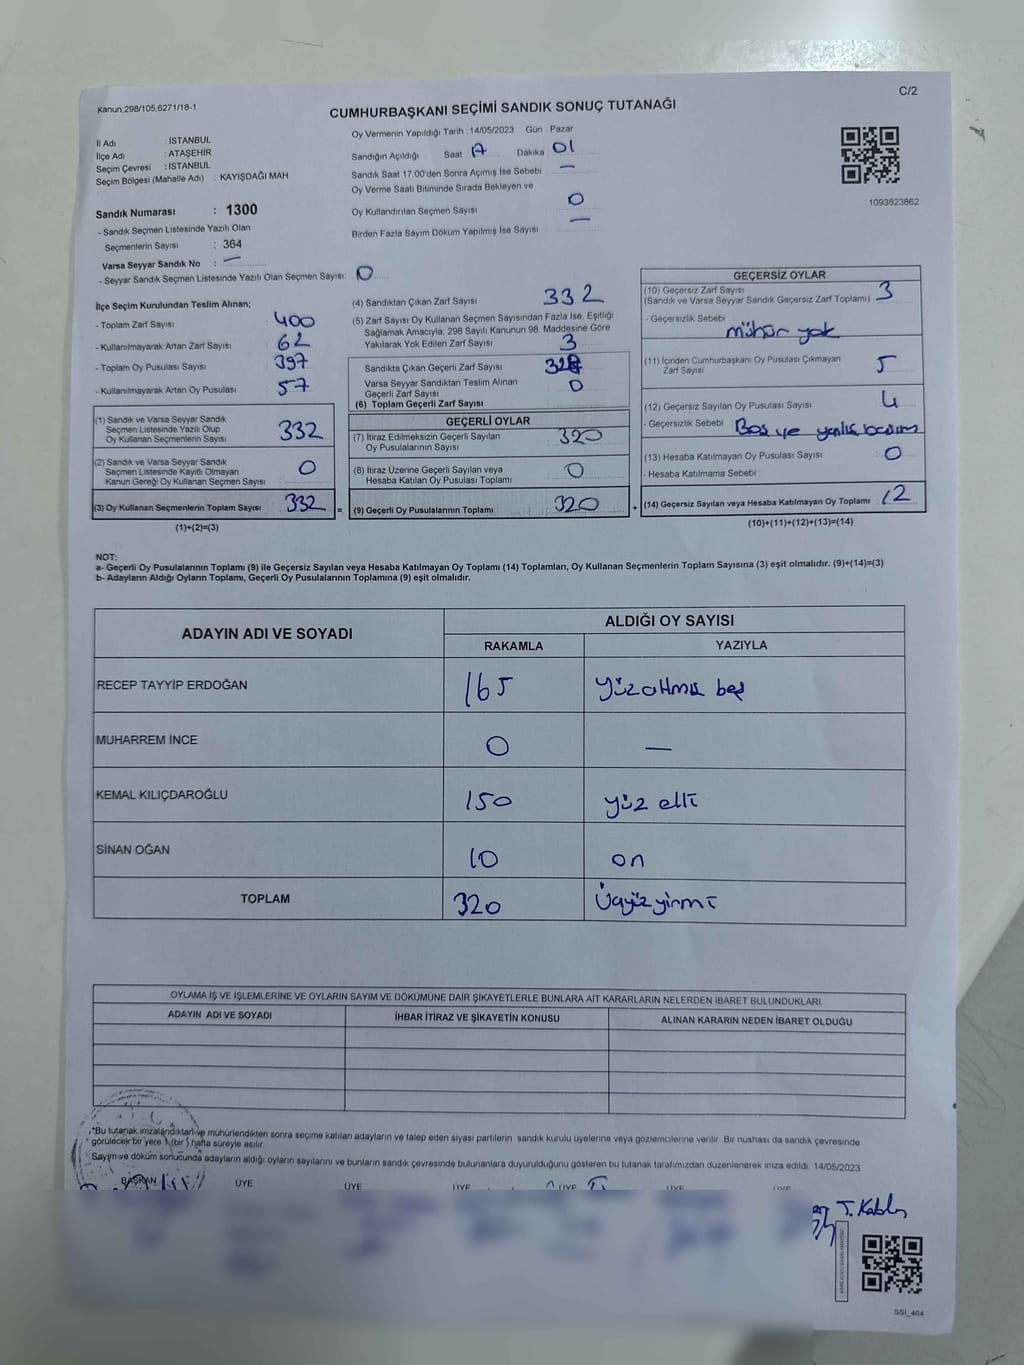 C/2
Kanun:298/105;6271/18-1
CUMHURBAŞKANI SEÇİMİ SANDIK SONUÇ TUTANAĞI
İl Adı : İSTANBUL
İlçe Adı : ATAŞEHİR
Seçim Çevresi : İSTANBUL
Seçim Bölgesi (Mahalle Adı) : KAYIŞDAĞI MAH
Sandık Numarası : 1300
- Sandık Seçmen Listesinde Yazılı Olan
Seçmenlerin Sayısı : 364
Varsa Seyyar Sandık No : —
- Seyyar Sandık Seçmen Listesinde Yazılı Olan Seçmen Sayısı: 0
Oy Vermenin Yapıldığı Tarih : 14/05/2023 Gün : Pazar
Sandığın Açıldığı Saat : 17 Dakika : 01
Sandık Saat 17:00'den Sonra Açımış İse Sebebi : —
Oy Verme Saati Bitiminde Sırada Bekleyen ve
Oy Kullandırılan Seçmen Sayısı : 0
Birden Fazla Sayım Döküm Yapılmış İse Sayısı : —
1093823862
İlçe Seçim Kurulundan Teslim Alınan;
- Toplam Zarf Sayısı : 400
- Kullanılmayarak Artan Zarf Sayısı : 62
- Toplam Oy Pusulası Sayısı : 397
- Kullanılmayarak Artan Oy Pusulası : 57
(1) Sandık ve Varsa Seyyar Sandık
Seçmen Listesinde Yazılı Olup
Oy Kullanan Seçmenlerin Sayısı : 332
(2) Sandık ve Varsa Seyyar Sandık
Seçmen Listesinde Kayıtlı Olmayan
Kanun Gereği Oy Kullanan Seçmen Sayısı : 0
(3) Oy Kullanan Seçmenlerin Toplam Sayısı : 332 =
(1)+(2)=(3)
(4) Sandıktan Çıkan Zarf Sayısı : 332
(5) Zarf Sayısı Oy Kullanan Seçmen Sayısından Fazla İse, Eşitliği
Sağlamak Amacıyla; 298 Sayılı Kanunun 98. Maddesine Göre
Yakılarak Yok Edilen Zarf Sayısı : 3
Sandıkta Çıkan Geçerli Zarf Sayısı :
Varsa Seyyar Sandıktan Teslim Alınan
Geçerli Zarf Sayısı : 0
(6) Toplam Geçerli Zarf Sayısı :
GEÇERLİ OYLAR
(7) İtiraz Edilmeksizin Geçerli Sayılan
Oy Pusulalarının Sayısı : 320
(8) İtiraz Üzerine Geçerli Sayılan veya
Hesaba Katılan Oy Pusulası Toplamı : 0
(9) Geçerli Oy Pusulalarının Toplamı : 320 +
GEÇERSİZ OYLAR
(10) Geçersiz Zarf Sayısı
(Sandık ve Varsa Seyyar Sandık Geçersiz Zarf Toplamı) : 3
- Geçersizlik Sebebi :
mühür yok
(11) İçinden Cumhurbaşkanı Oy Pusulası Çıkmayan
Zarf Sayısı : 5
(12) Geçersiz Sayılan Oy Pusulası Sayısı : 4
- Geçersizlik Sebebi : Boş ve yanlış basım
(13) Hesaba Katılmayan Oy Pusulası Sayısı : 0
- Hesaba Katılmama Sebebi :
(14) Geçersiz Sayılan veya Hesaba Katılmayan Oy Toplamı : 12
(10)+(11)+(12)+(13)=(14)
NOT:
a- Geçerli Oy Pusulalarının Toplamı (9) ile Geçersiz Sayılan veya Hesaba Katılmayan Oy Toplamı (14) Toplamları, Oy Kullanan Seçmenlerin Toplam Sayısına (3) eşit olmalıdır. (9)+(14)=(3)
b- Adayların Aldığı Oyların Toplamı, Geçerli Oy Pusulalarının Toplamına (9) eşit olmalıdır.
ADAYIN ADI VE SOYADI ALDIĞI OY SAYISI
RAKAMLA YAZIYLA
RECEP TAYYİP ERDOĞAN 165 yüzaltmış beş
MUHARREM İNCE 0 —
KEMAL KILIÇDAROĞLU 150 yüz elli
SİNAN OĞAN 10 on
TOPLAM 320 Üçyüz yirmi
OYLAMA İŞ VE İŞLEMLERİNE VE OYLARIN SAYIM VE DÖKÜMÜNE DAİR ŞİKAYETLERLE BUNLARA AİT KARARLARIN NELERDEN İBARET BULUNDUKLARI
ADAYIN ADI VE SOYADI İHBAR İTİRAZ VE ŞİKAYETİN KONUSU ALINAN KARARIN NEDEN İBARET OLDUĞU
*Bu tutanak imzalandıktan ve mühürlendikten sonra seçime katılan adayların ve talep eden siyasi partilerin sandık kurulu üyelerine veya gözlemcilerine verilir. Bir nüshası da sandık çevresinde
* görülecek bir yere 1 (bir) hafta süreyle asılır.
Sayım ve döküm sonucunda adayların aldığı oyların sayılarını ve bunların sandık çevresinde bulunanlara duyurulduğunu gösteren bu tutanak tarafımızdan düzenlenerek imza edildi. 14/05/2023
BAŞKAN ÜYE ÜYE ÜYE ÜYE ÜYE ÜYE
SSI_404